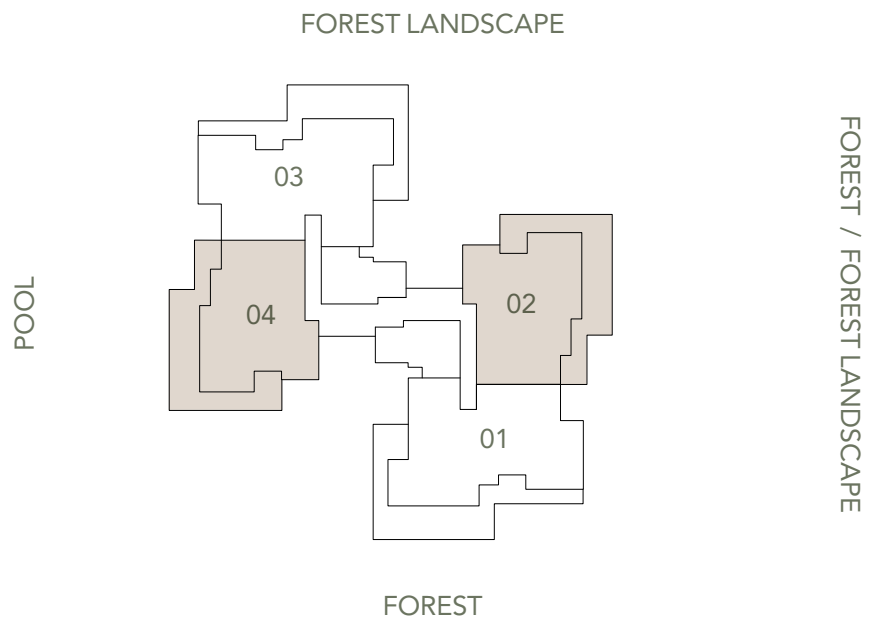 FOREST LANDSCAPE
03
04
02
01
POOL
FOREST / FOREST LANDSCAPE
FOREST